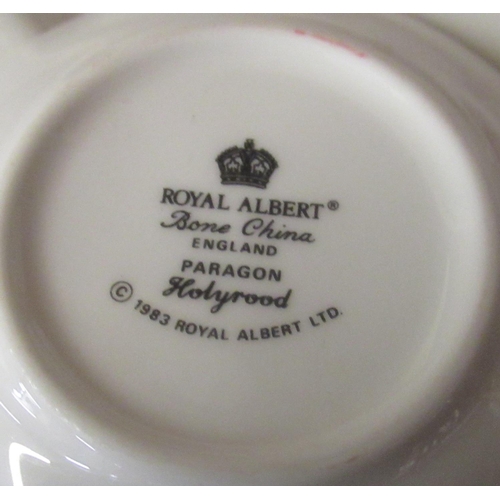 ROYAL ALBERT®
Bone China
ENGLAND
PARAGON
Holyrood
© 1983 ROYAL ALBERT LTD.